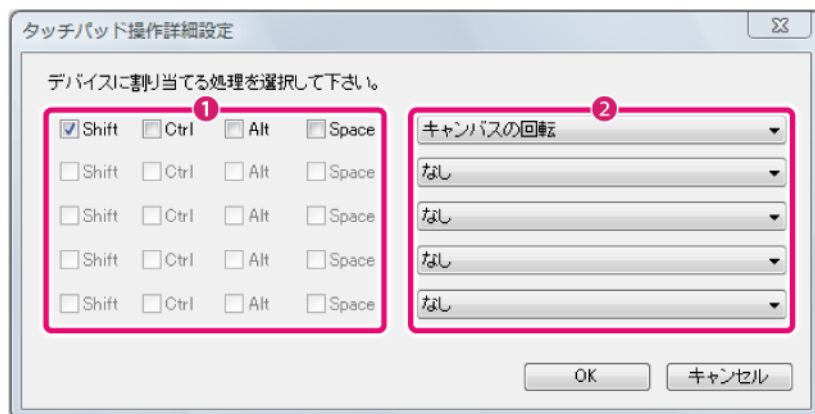 タッチパッド操作詳細設定
デバイスに割り当てる処理を選択して下さい。
1 2
Shift Ctrl Alt Space キャンバスの回転
Shift Ctrl Alt Space なし
Shift Ctrl Alt Space なし
Shift Ctrl Alt Space なし
Shift Ctrl Alt Space なし
OK キャンセル